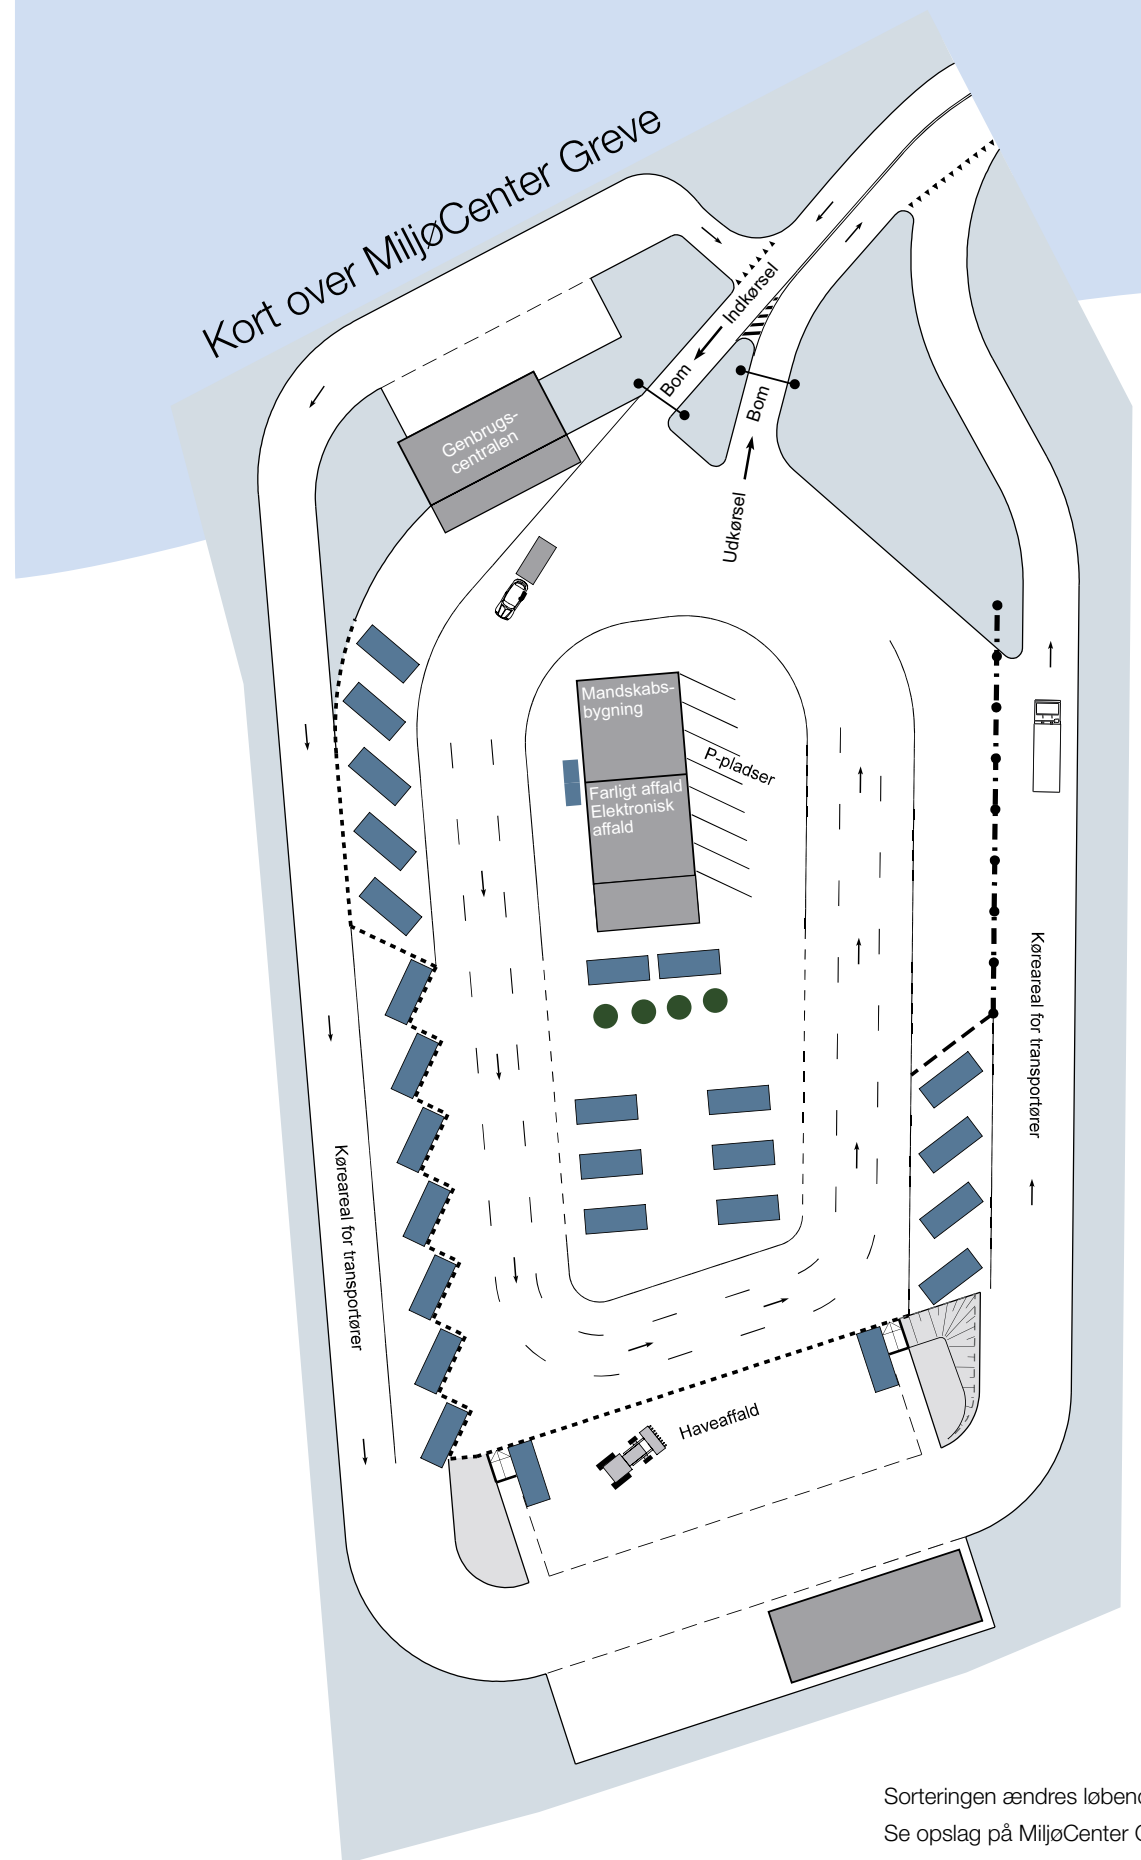 Kort over MiljøCenter Greve
Indkørsel
Bom
Bom
Udkørsel
Genbrugs-
centralen
Mandskabs-
bygning
P-pladser
Farligt affald
Elektronisk
affald
Køreareal for transportører
Køreareal for transportører
Haveaffald
Sorteringen ændres løbend
Se opslag på MiljøCenter